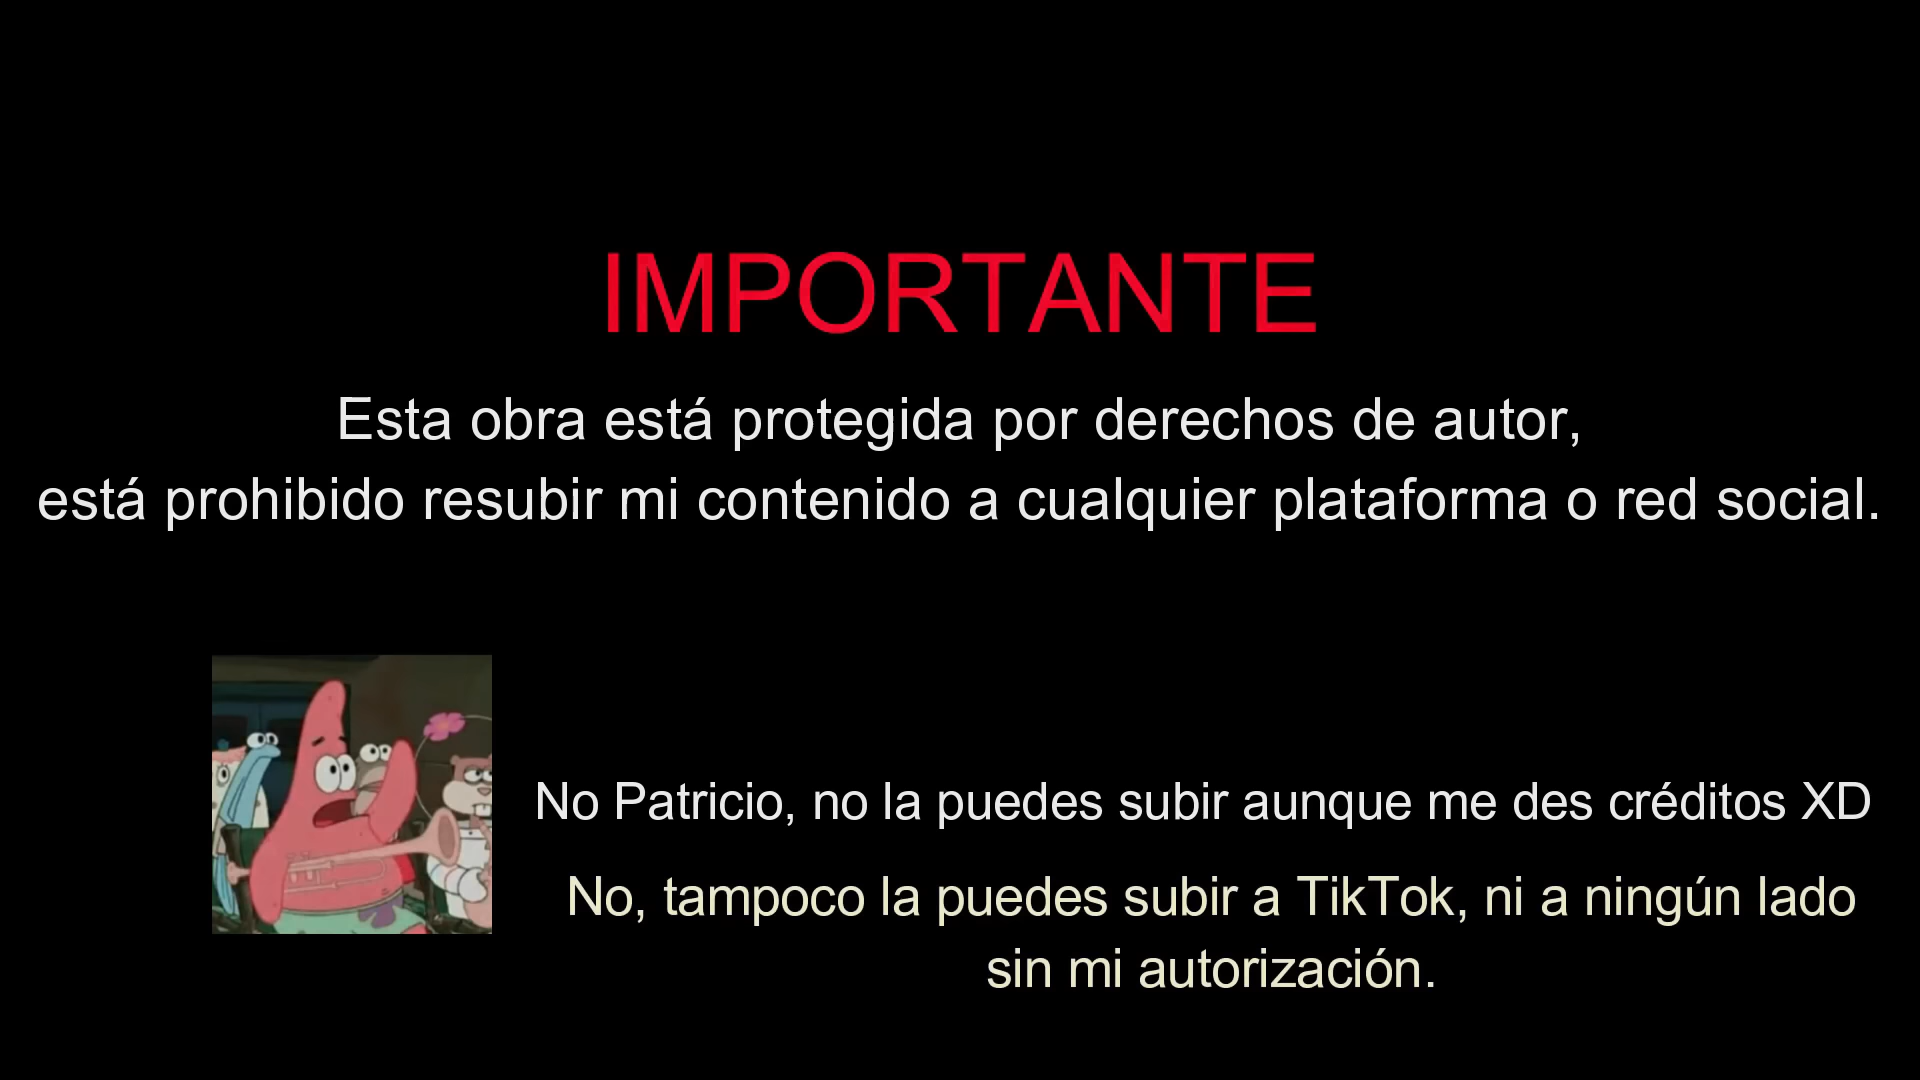 IMPORTANTE
Esta obra está protegida por derechos de autor,
está prohibido resubir mi contenido a cualquier plataforma o red social.
No Patricio, no la puedes subir aunque me des créditos XD
No, tampoco la puedes subir a TikTok, ni a ningún lado
sin mi autorización.